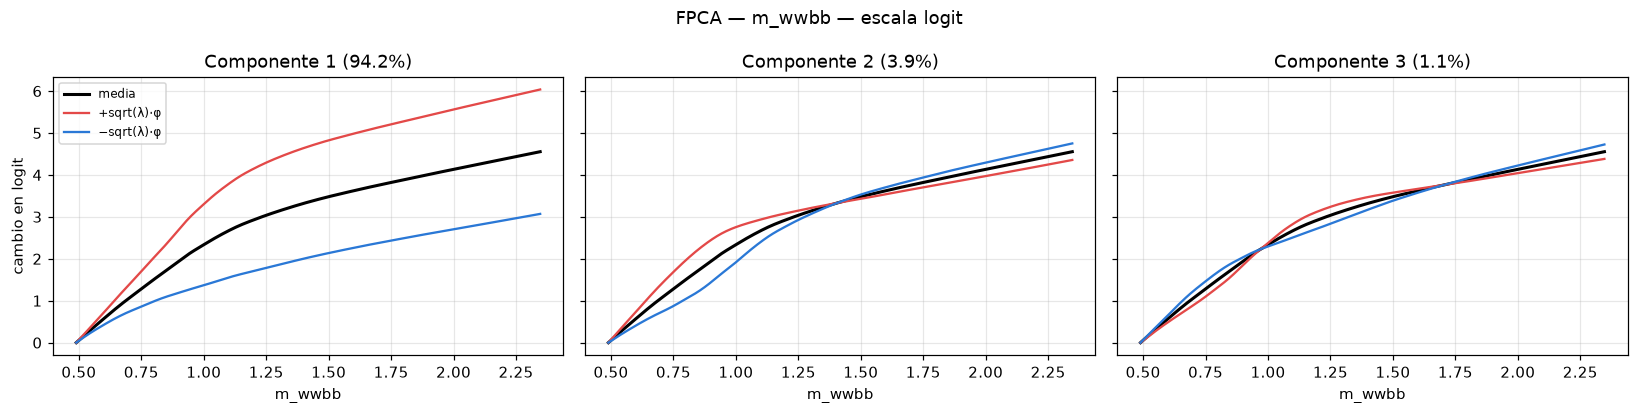 FPCA — m_wwbb — escala logit
Componente 1 (94.2%)
Componente 2 (3.9%)
Componente 3 (1.1%)
media
+sqrt(λ)·φ
−sqrt(λ)·φ
cambio en logit
6
5
4
3
2
1
0
0.50 0.75 1.00 1.25 1.50 1.75 2.00 2.25
0.50 0.75 1.00 1.25 1.50 1.75 2.00 2.25
0.50 0.75 1.00 1.25 1.50 1.75 2.00 2.25
m_wwbb
m_wwbb
m_wwbb